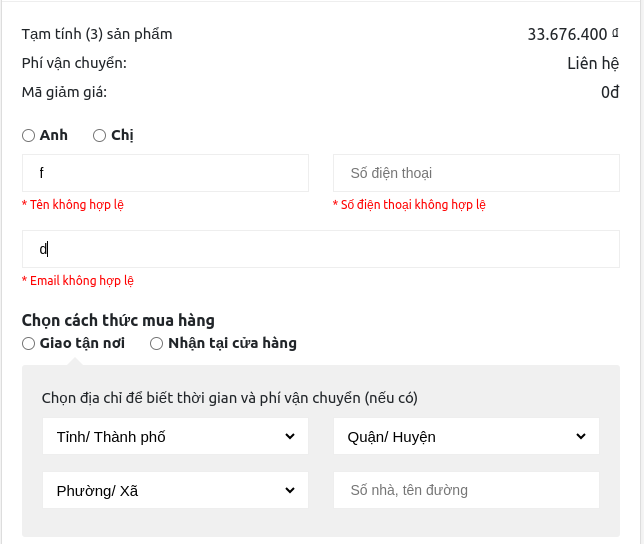 Tạm tính (3) sản phẩm 33.676.400 ₫
Phí vận chuyển: Liên hệ
Mã giảm giá: 0đ
Anh Chị
f Số điện thoại
* Tên không hợp lệ * Số điện thoại không hợp lệ
d
* Email không hợp lệ
Chọn cách thức mua hàng
Giao tận nơi Nhận tại cửa hàng
Chọn địa chỉ để biết thời gian và phí vận chuyển (nếu có)
Tỉnh/ Thành phố Quận/ Huyện
Phường/ Xã Số nhà, tên đường